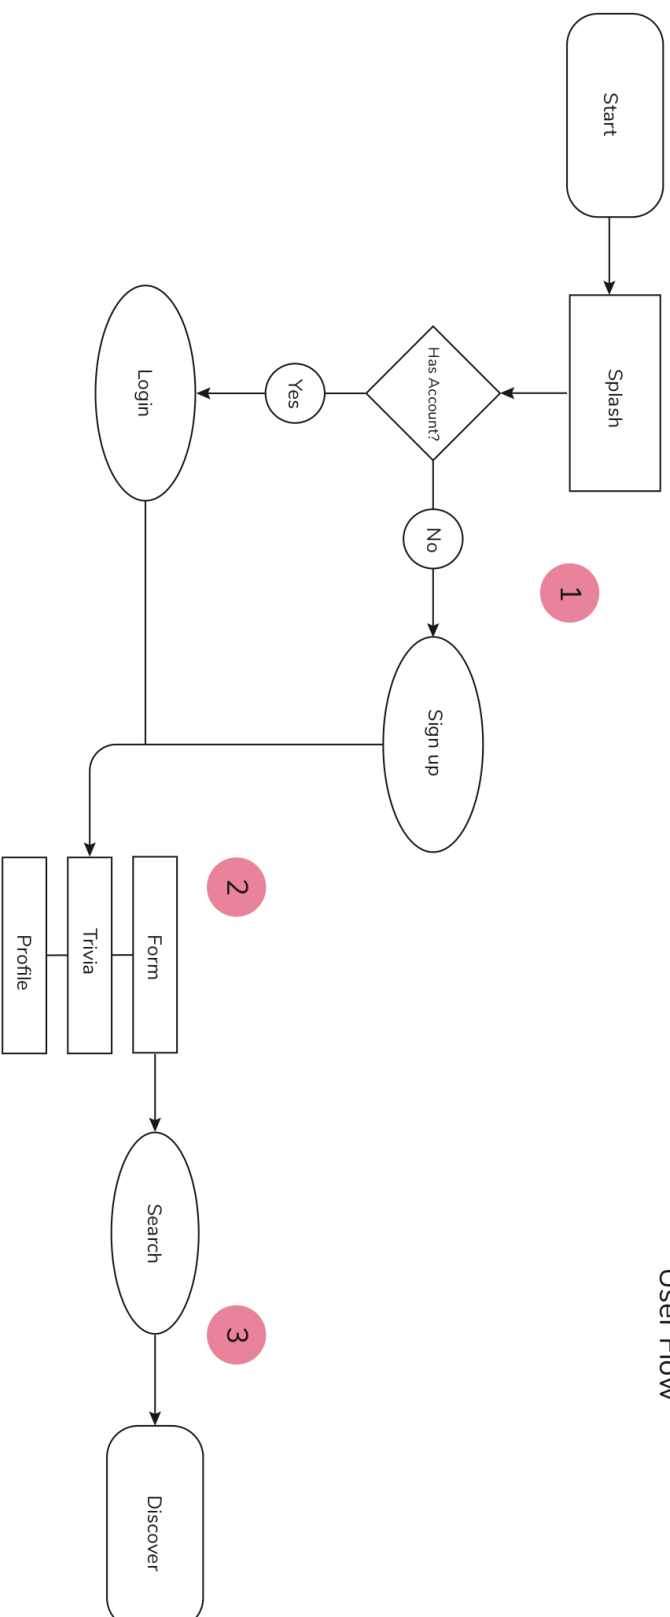 User Flow
Start
Splash
1
Has Account?
No
Sign up
Yes
Login
2
Form
Trivia
Profile
Search
3
Discover